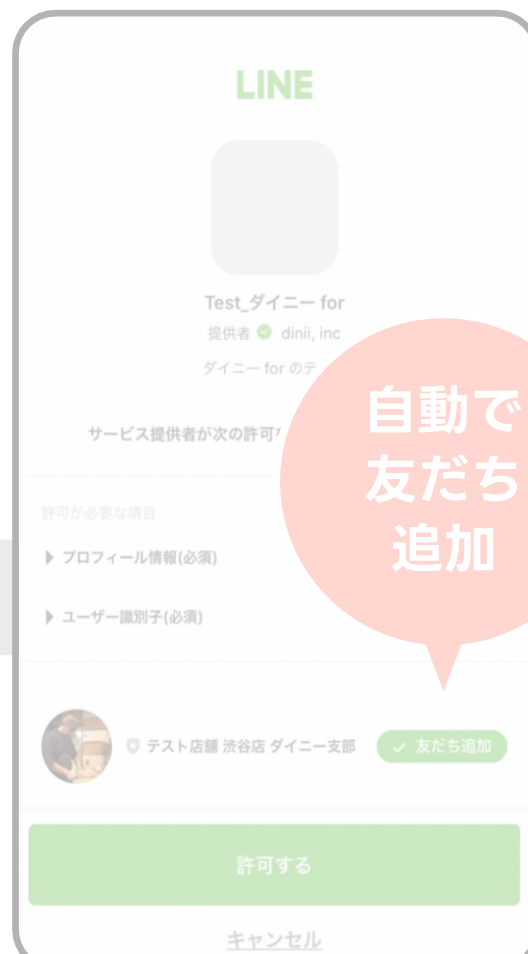 LINE
Test_ダイニー for
提供者 dinii, inc
ダイニー for のテ
サービス提供者が次の許可
自動で
友だち
追加
許可が必要な項目
プロフィール情報(必須)
ユーザー識別子(必須)
テスト店舗 渋谷店 ダイニー支部
友だち追加
許可する
キャンセル